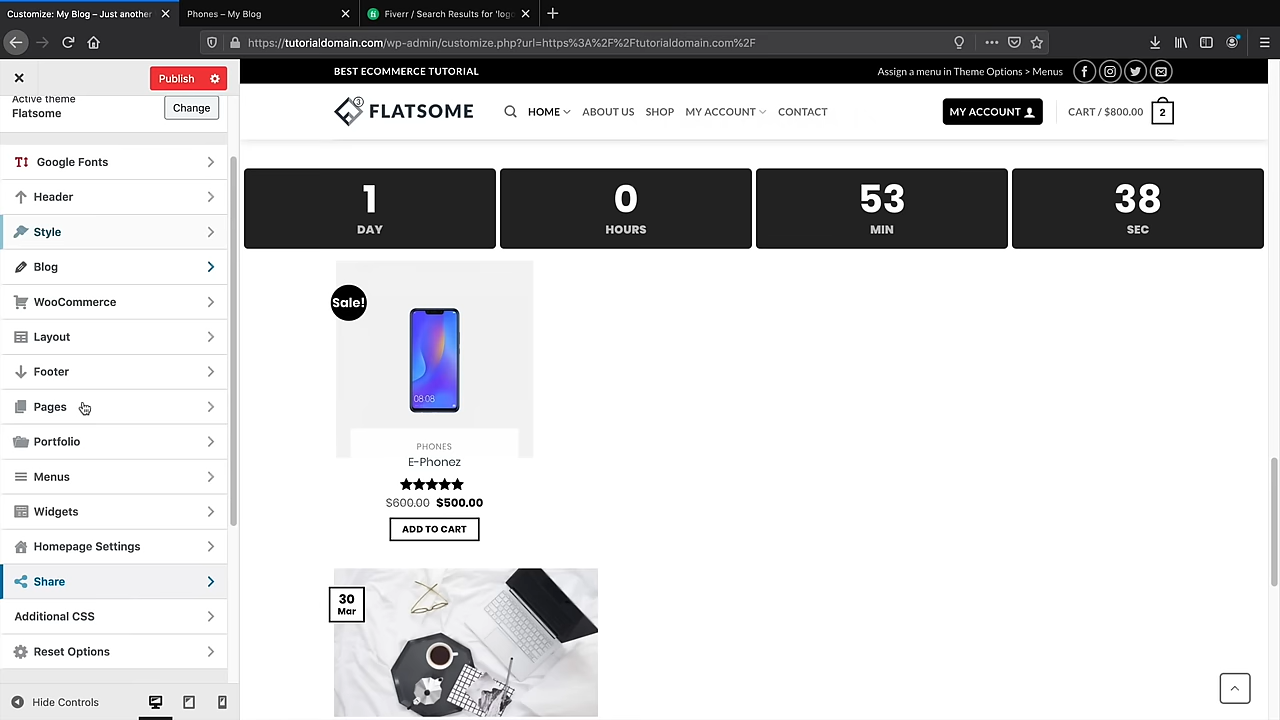 Customize: My Blog – Just another
Phones – My Blog
Fiverr / Search Results for 'logo
https://tutorialdomain.com/wp-admin/customize.php?url=https%3A%2F%2Ftutorialdomain.com%2F
Publish
Active theme
Flatsome
Change
Google Fonts
Header
Style
Blog
WooCommerce
Layout
Footer
Pages
Portfolio
Menus
Widgets
Homepage Settings
Share
Additional CSS
Reset Options
Hide Controls
BEST ECOMMERCE TUTORIAL
Assign a menu in Theme Options > Menus
3
FLATSOME
HOME
ABOUT US
SHOP
MY ACCOUNT
CONTACT
MY ACCOUNT
CART / $800.00
2
1
DAY
0
HOURS
53
MIN
38
SEC
Sale!
08:08
PHONES
E-Phonez
$600.00 $500.00
ADD TO CART
30
Mar